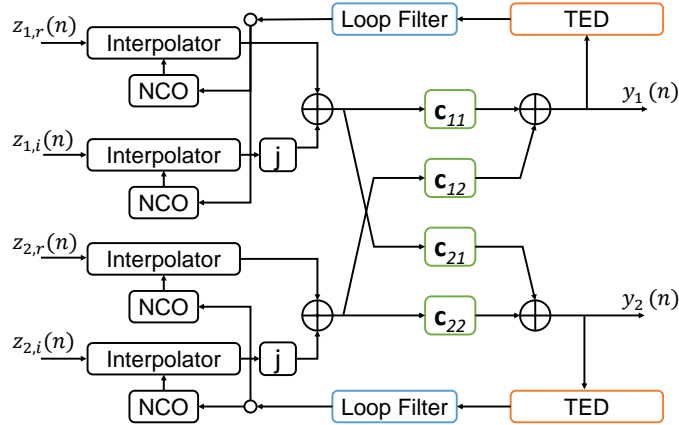 z1,r(n)
Interpolator
NCO
Loop Filter
TED
z1,i(n)
Interpolator
j
NCO
c11
y1(n)
c12
z2,r(n)
Interpolator
NCO
c21
z2,i(n)
Interpolator
j
NCO
c22
y2(n)
Loop Filter
TED